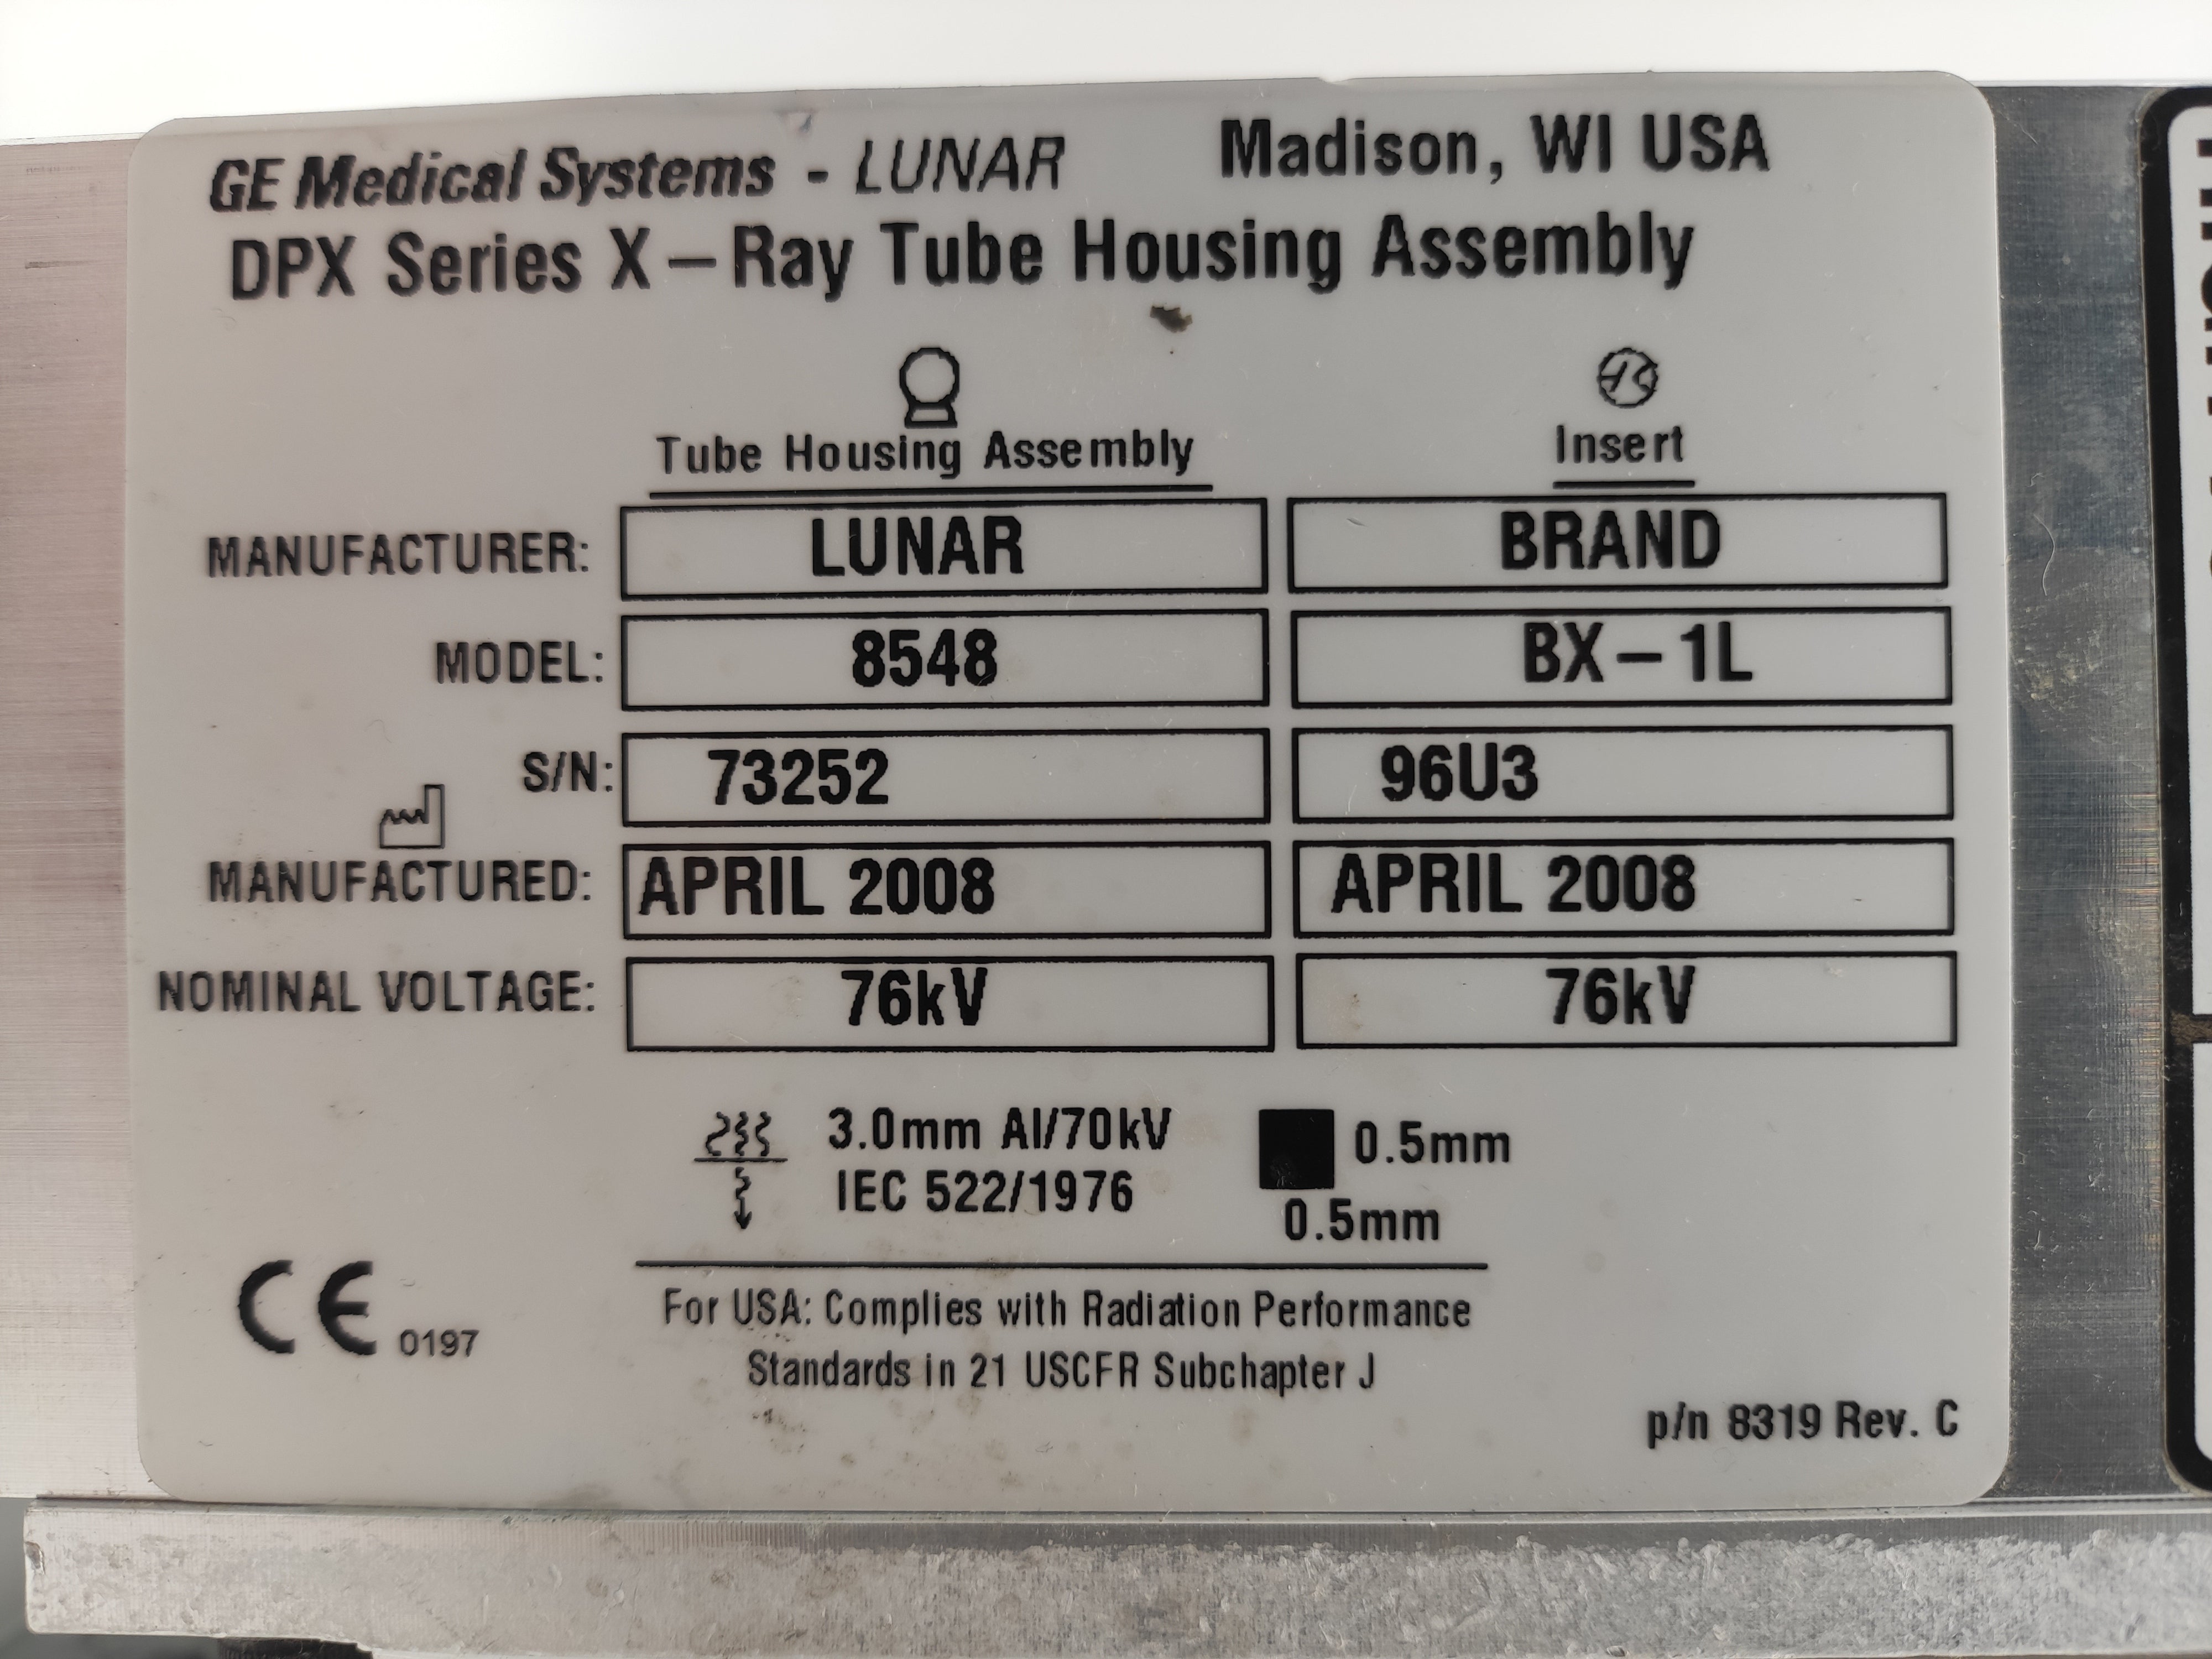 GE Medical Systems - LUNAR Madison, WI USA
DPX Series X-Ray Tube Housing Assembly
Tube Housing Assembly Insert
MANUFACTURER: LUNAR BRAND
MODEL: 8548 BX-1L
S/N: 73252 96U3
MANUFACTURED: APRIL 2008 APRIL 2008
NOMINAL VOLTAGE: 76kV 76kV
3.0mm Al/70kV 0.5mm
IEC 522/1976 0.5mm
For USA: Complies with Radiation Performance
Standards in 21 USCFR Subchapter J
CE 0197
p/n 8319 Rev. C